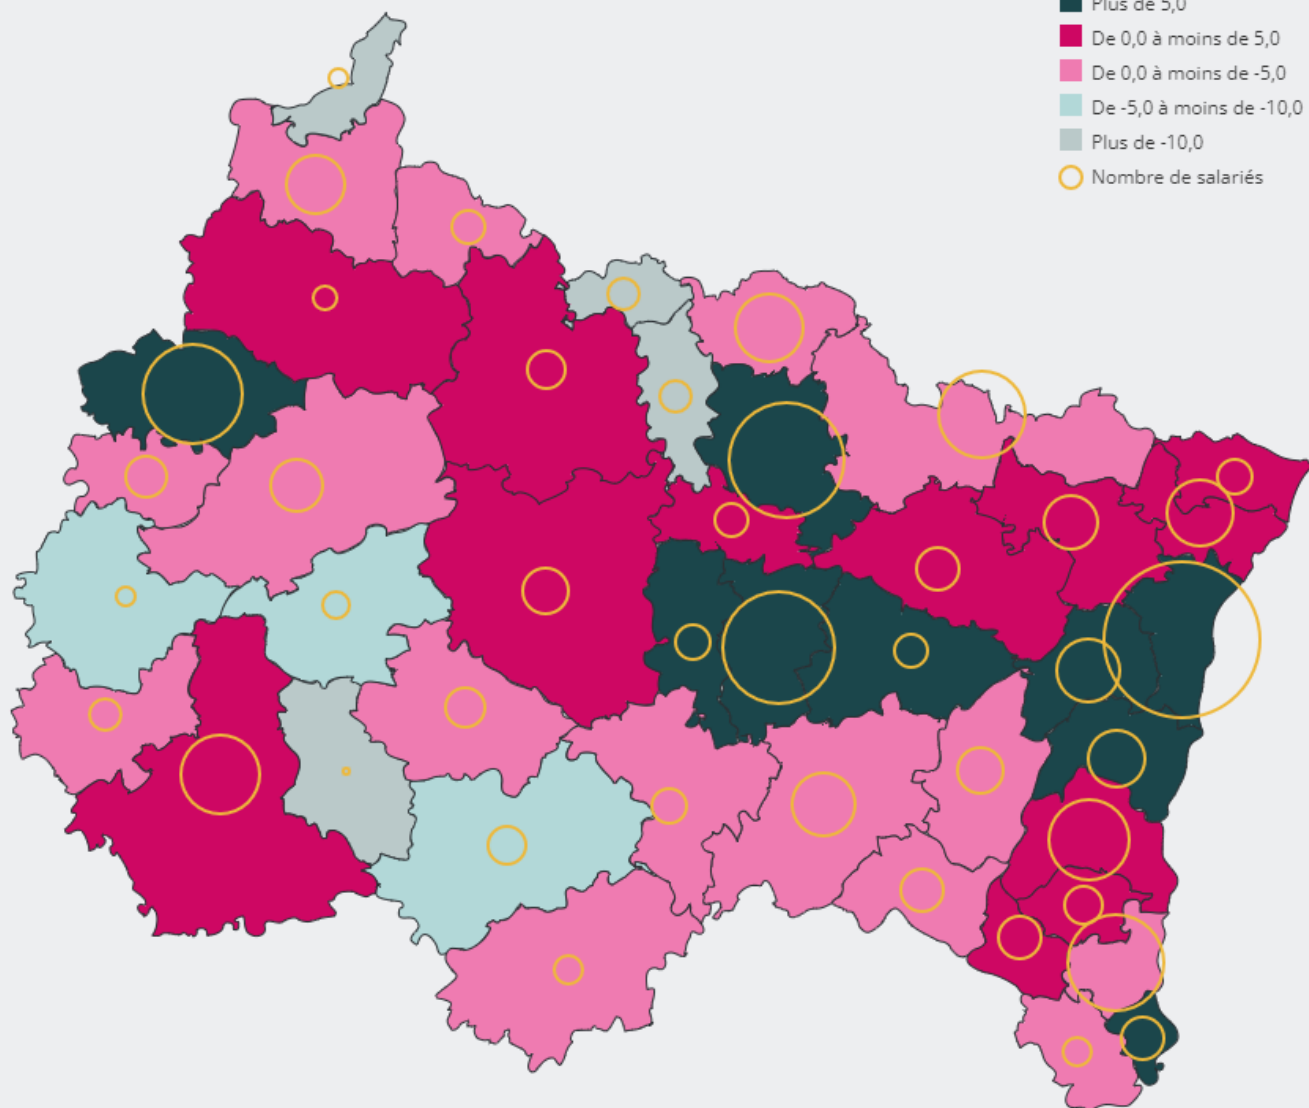 Plus de 5,0
De 0,0 à moins de 5,0
De 0,0 à moins de -5,0
De -5,0 à moins de -10,0
Plus de -10,0
Nombre de salariés